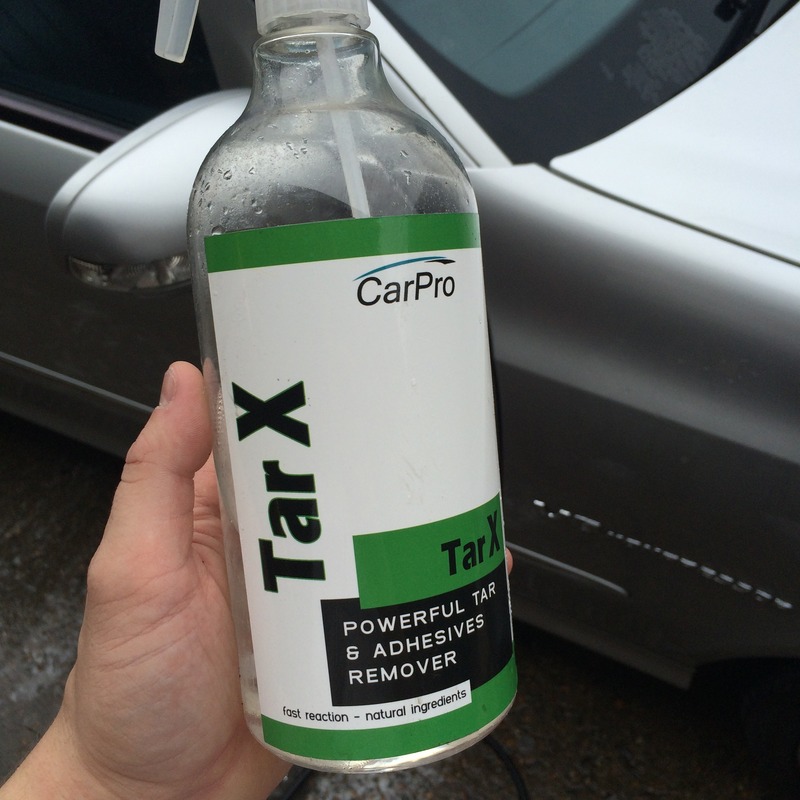 CarPro
Tar X
Tar X
POWERFUL TAR
& ADHESIVES
REMOVER
fast reaction - natural ingredients